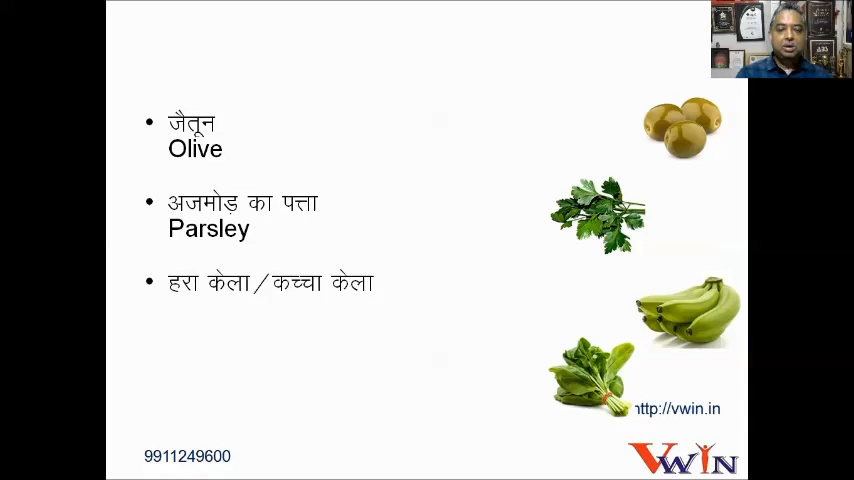 जैतून
Olive
अजमोड़ का पत्ता
Parsley
हरा केला/कच्चा केला
http://vwin.in
9911249600
VWIN